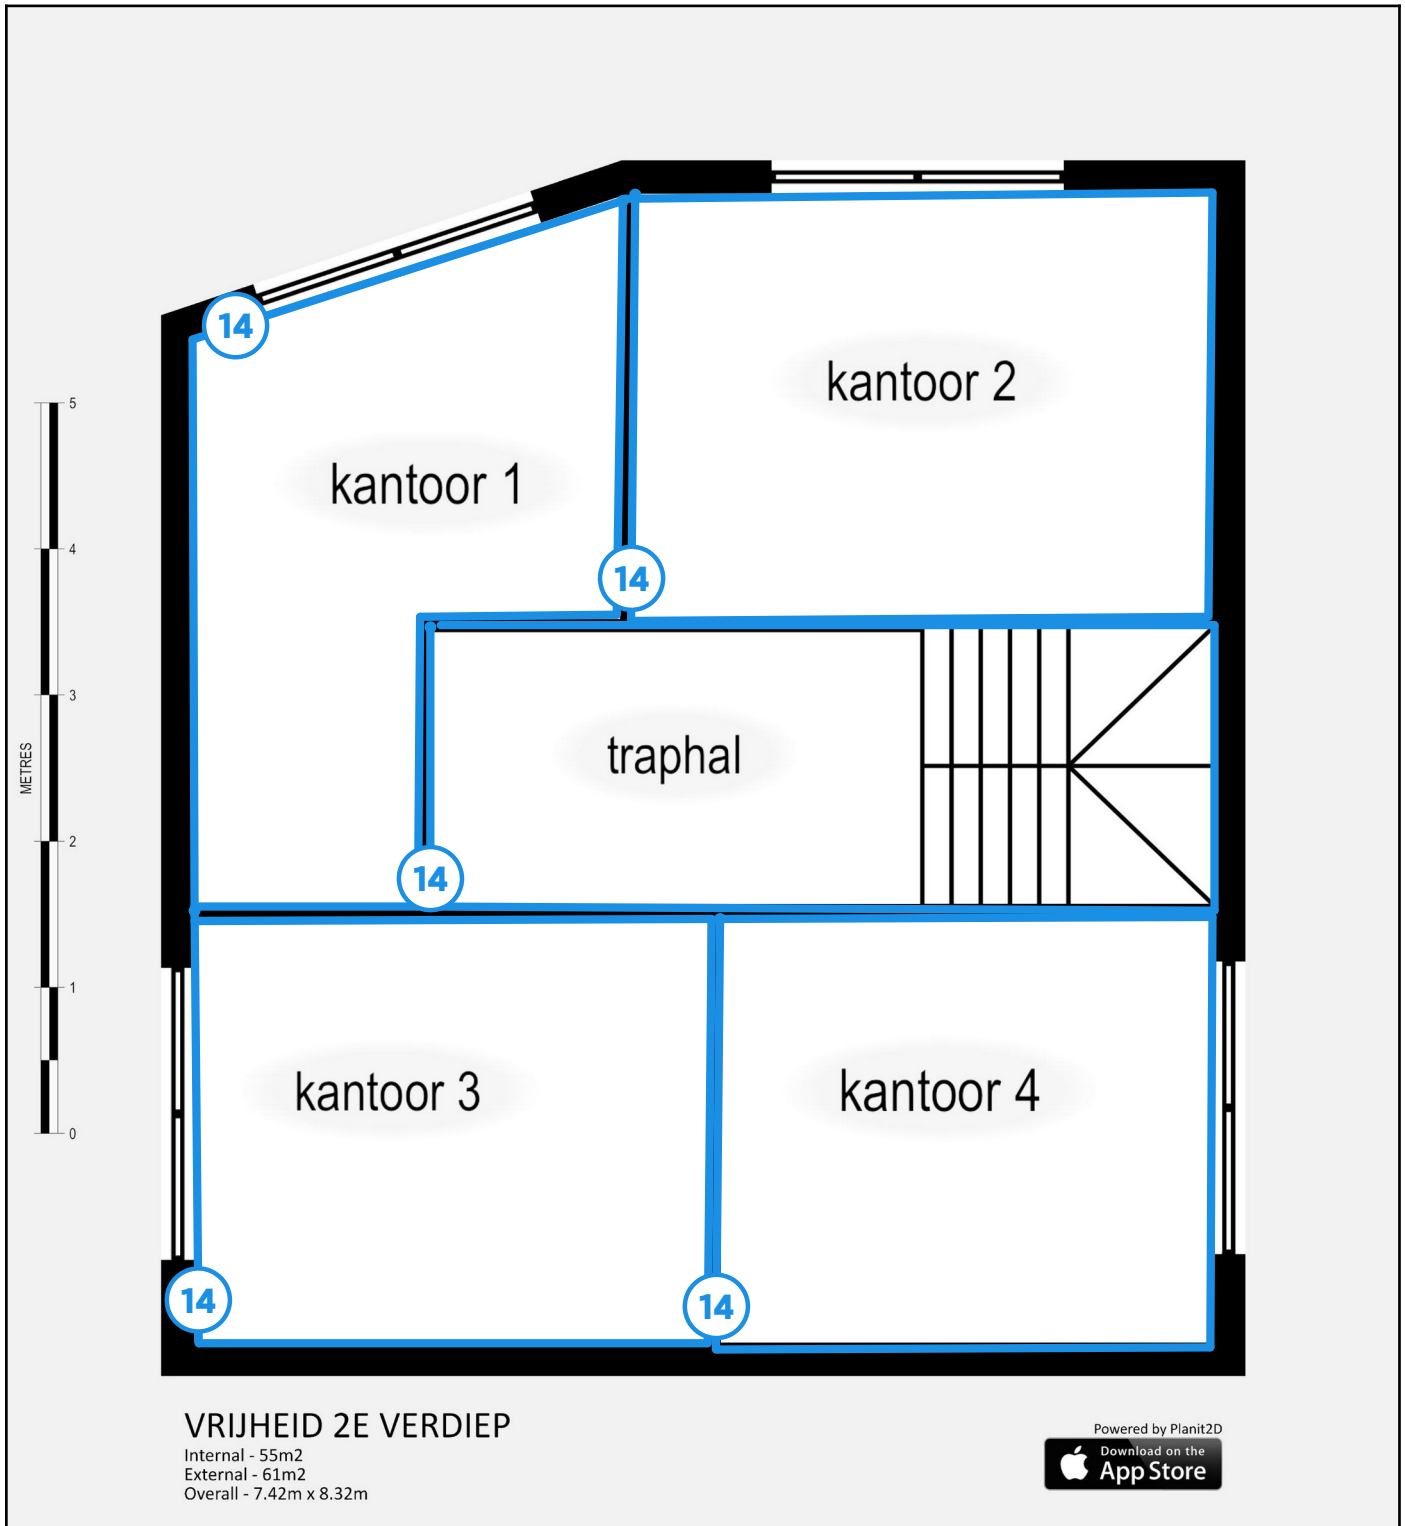 14
kantoor 2
kantoor 1
14
traphal
14
kantoor 3
kantoor 4
14
14
5
4
3
2
1
0
METRES
VRIJHEID 2E VERDIEP
Internal - 55m2
External - 61m2
Overall - 7.42m x 8.32m
Powered by Planit2D
Download on the
App Store